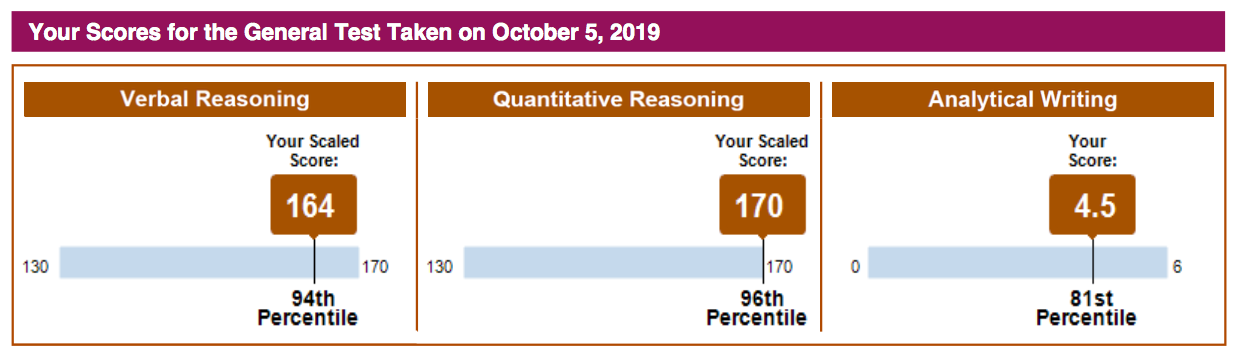 Your Scores for the General Test Taken on October 5, 2019
Verbal Reasoning
Your Scaled
Score:
164
130
170
94th
Percentile
Quantitative Reasoning
Your Scaled
Score:
170
130
170
96th
Percentile
Analytical Writing
Your
Score:
4.5
0
6
81st
Percentile